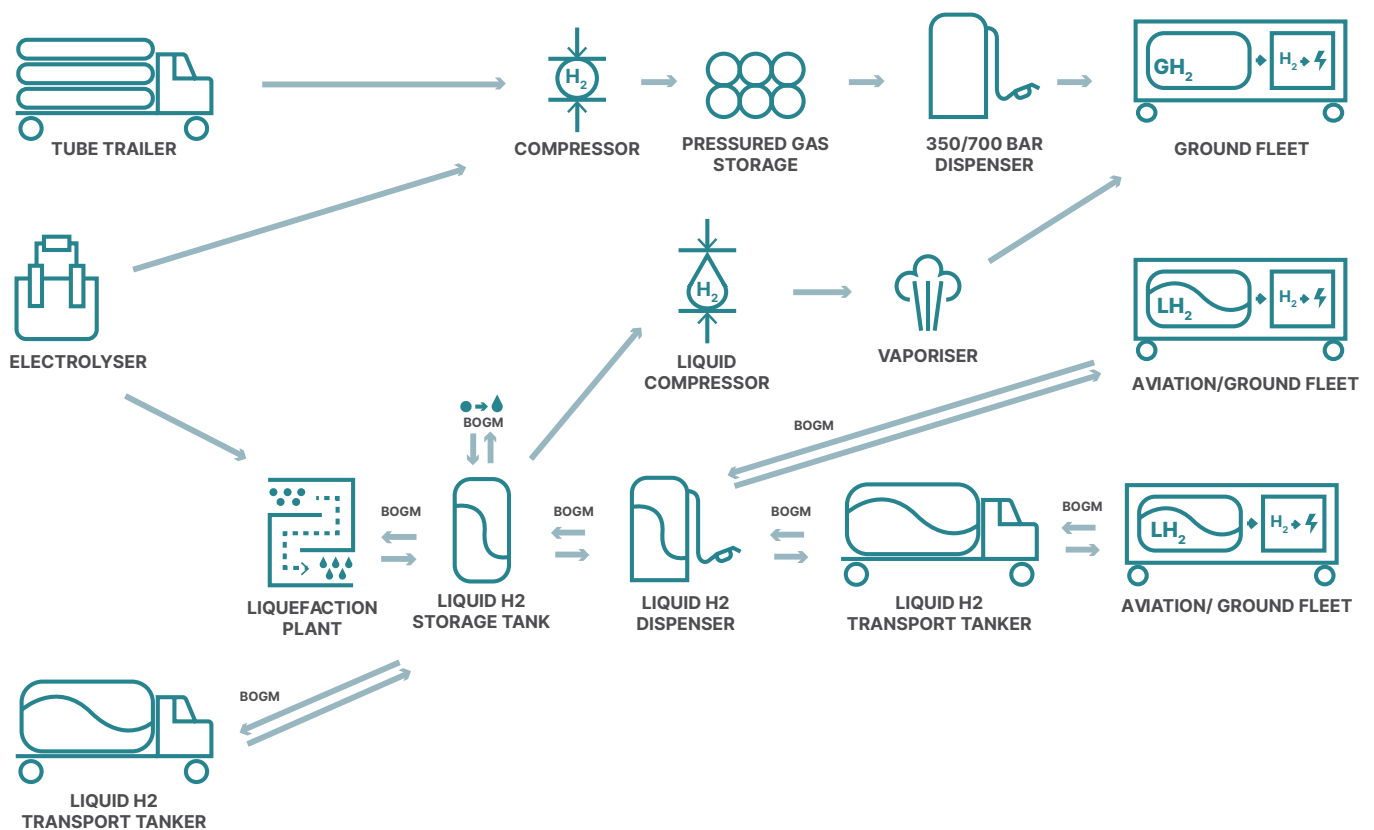 H2
GH2
H2
TUBE TRAILER
COMPRESSOR
PRESSURED GAS
STORAGE
350/700 BAR
DISPENSER
GROUND FLEET
H2
LH2
H2
ELECTROLYSER
LIQUID
COMPRESSOR
VAPORISER
AVIATION/GROUND FLEET
BOGM
BOGM
BOGM
BOGM
BOGM
BOGM
LH2
H2
LIQUEFACTION
PLANT
LIQUID H2
STORAGE TANK
LIQUID H2
DISPENSER
LIQUID H2
TRANSPORT TANKER
AVIATION/ GROUND FLEET
BOGM
LIQUID H2
TRANSPORT TANKER